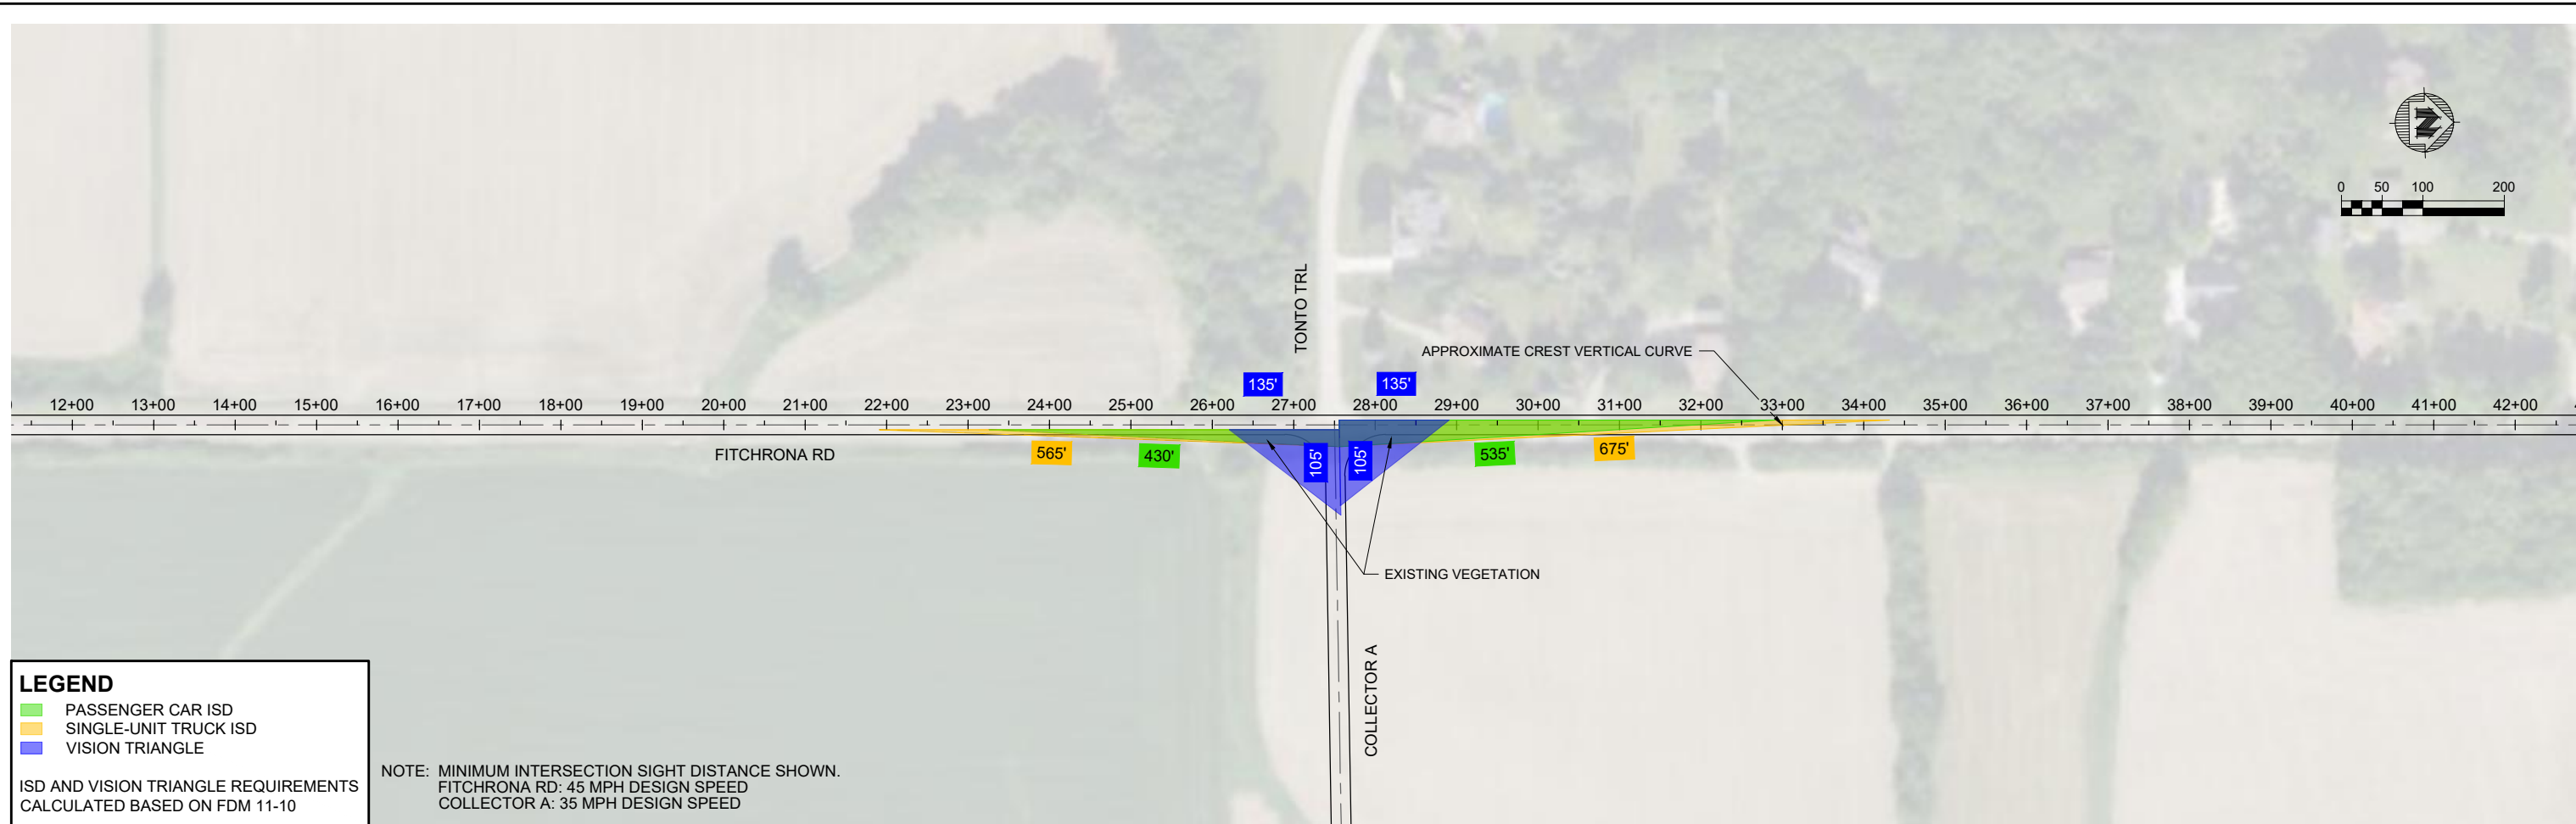 N
0 50 100 200
TONTO TRL
APPROXIMATE CREST VERTICAL CURVE
135' 135'
12+00 13+00 14+00 15+00 16+00 17+00 18+00 19+00 20+00 21+00 22+00 23+00 24+00 25+00 26+00 27+00 28+00 29+00 30+00 31+00 32+00 33+00 34+00 35+00 36+00 37+00 38+00 39+00 40+00 41+00 42+00
FITCHRONA RD
565' 430' 105' 105' 535' 675'
EXISTING VEGETATION
COLLECTOR A
LEGEND
PASSENGER CAR ISD
SINGLE-UNIT TRUCK ISD
VISION TRIANGLE
ISD AND VISION TRIANGLE REQUIREMENTS
CALCULATED BASED ON FDM 11-10
NOTE: MINIMUM INTERSECTION SIGHT DISTANCE SHOWN.
FITCHRONA RD: 45 MPH DESIGN SPEED
COLLECTOR A: 35 MPH DESIGN SPEED